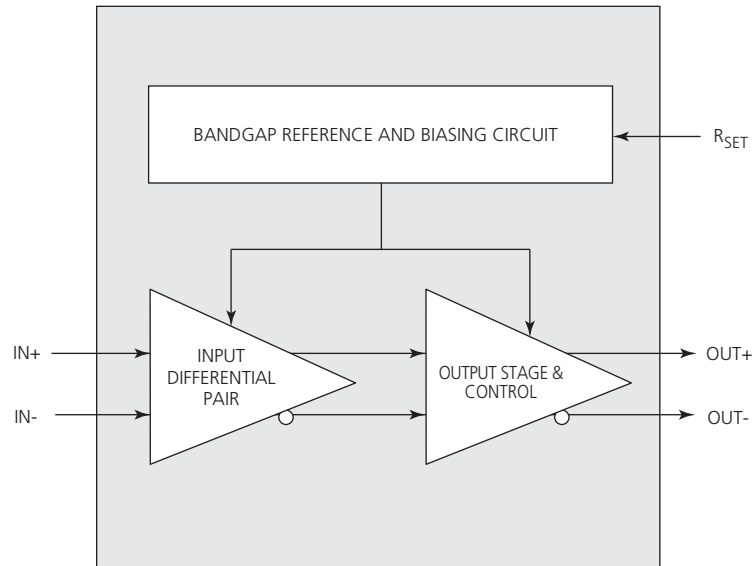 BANDGAP REFERENCE AND BIASING CIRCUIT
RSET
IN+
IN-
INPUT
DIFFERENTIAL
PAIR
OUTPUT STAGE &
CONTROL
OUT+
OUT-